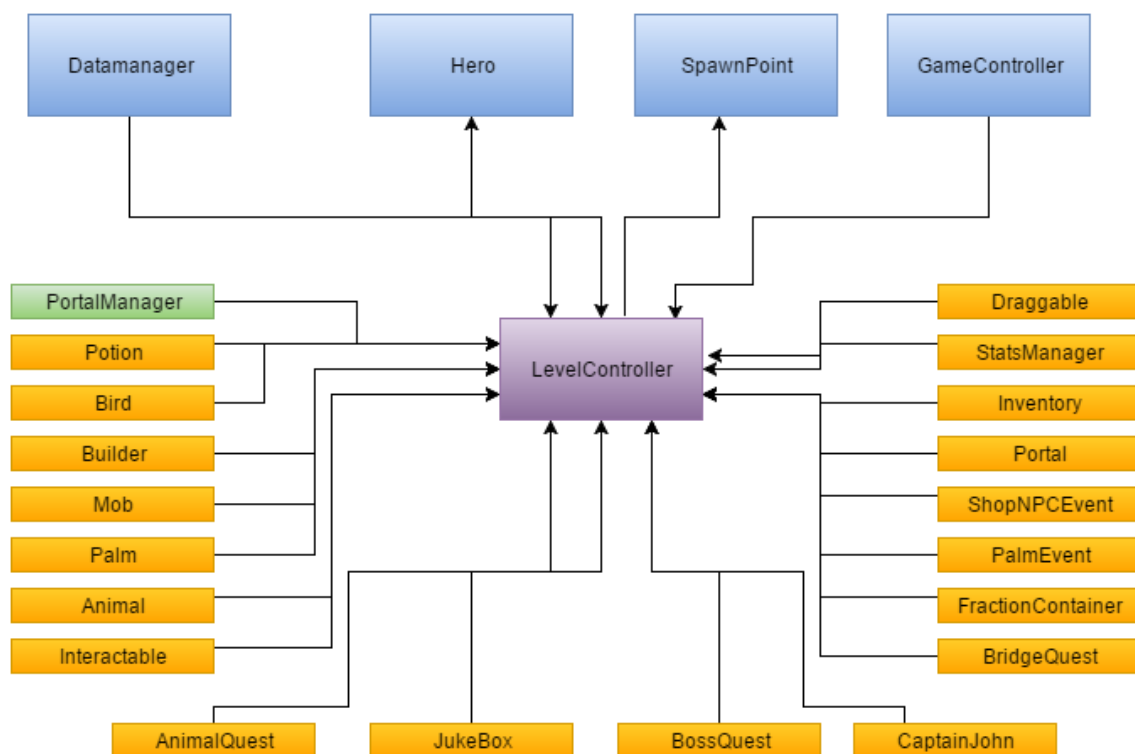 Datamanager
Hero
SpawnPoint
GameController
PortalManager
Potion
Bird
Builder
Mob
Palm
Animal
Interactable
LevelController
Draggable
StatsManager
Inventory
Portal
ShopNPCEvent
PalmEvent
FractionContainer
BridgeQuest
AnimalQuest
JukeBox
BossQuest
CaptainJohn